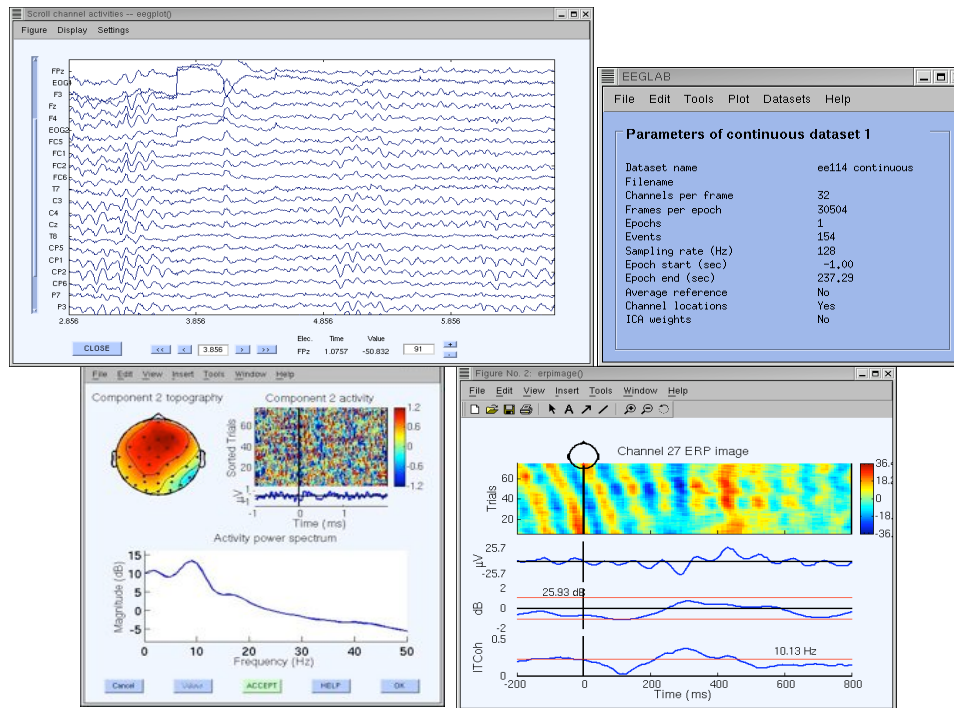 Scroll channel activities -- eegplot()
Figure Display Settings
FPz
EOG
F3
Fz
F4
EOG2
FC5
FC1
FC2
FC6
T7
C3
C4
Cz
T8
CP5
CP1
CP2
CP6
P7
P3
2.856 3.856 4.856 5.856
Elec. Time Value
CLOSE << < 3.856 > >> FPz 1.0757 -50.832 91 + -
EEGLAB
File Edit Tools Plot Datasets Help
Parameters of continuous dataset 1
Dataset name ee114 continuous
Filename
Channels per frame 32
Frames per epoch 30504
Epochs 1
Events 154
Sampling rate (Hz) 128
Epoch start (sec) -1.00
Epoch end (sec) 237.29
Average reference No
Channel locations Yes
ICA weights No
File Edit View Insert Tools Window Help
Component 2 topography Component 2 activity
Sorted Trials
60
40
20
1.2
0.6
0
-0.6
-1.2
µV
1
-1
-1 0 1
Time (ms)
Activity power spectrum
Magnitude (dB)
15
10
5
0
-5
0 10 20 30 40 50
Frequency (Hz)
Cancel Values ACCEPT HELP OK
Figure No. 2: erpimage()
File Edit View Insert Tools Window Help
A
Channel 27 ERP image
Trials
60
40
20
36.
18.2
0
-18.
-36.
µV
25.7
-25.7
dB
2
0
-2
25.93 dB
ITCoh
0.5
0
10.13 Hz
-200 0 200 400 600 800
Time (ms)